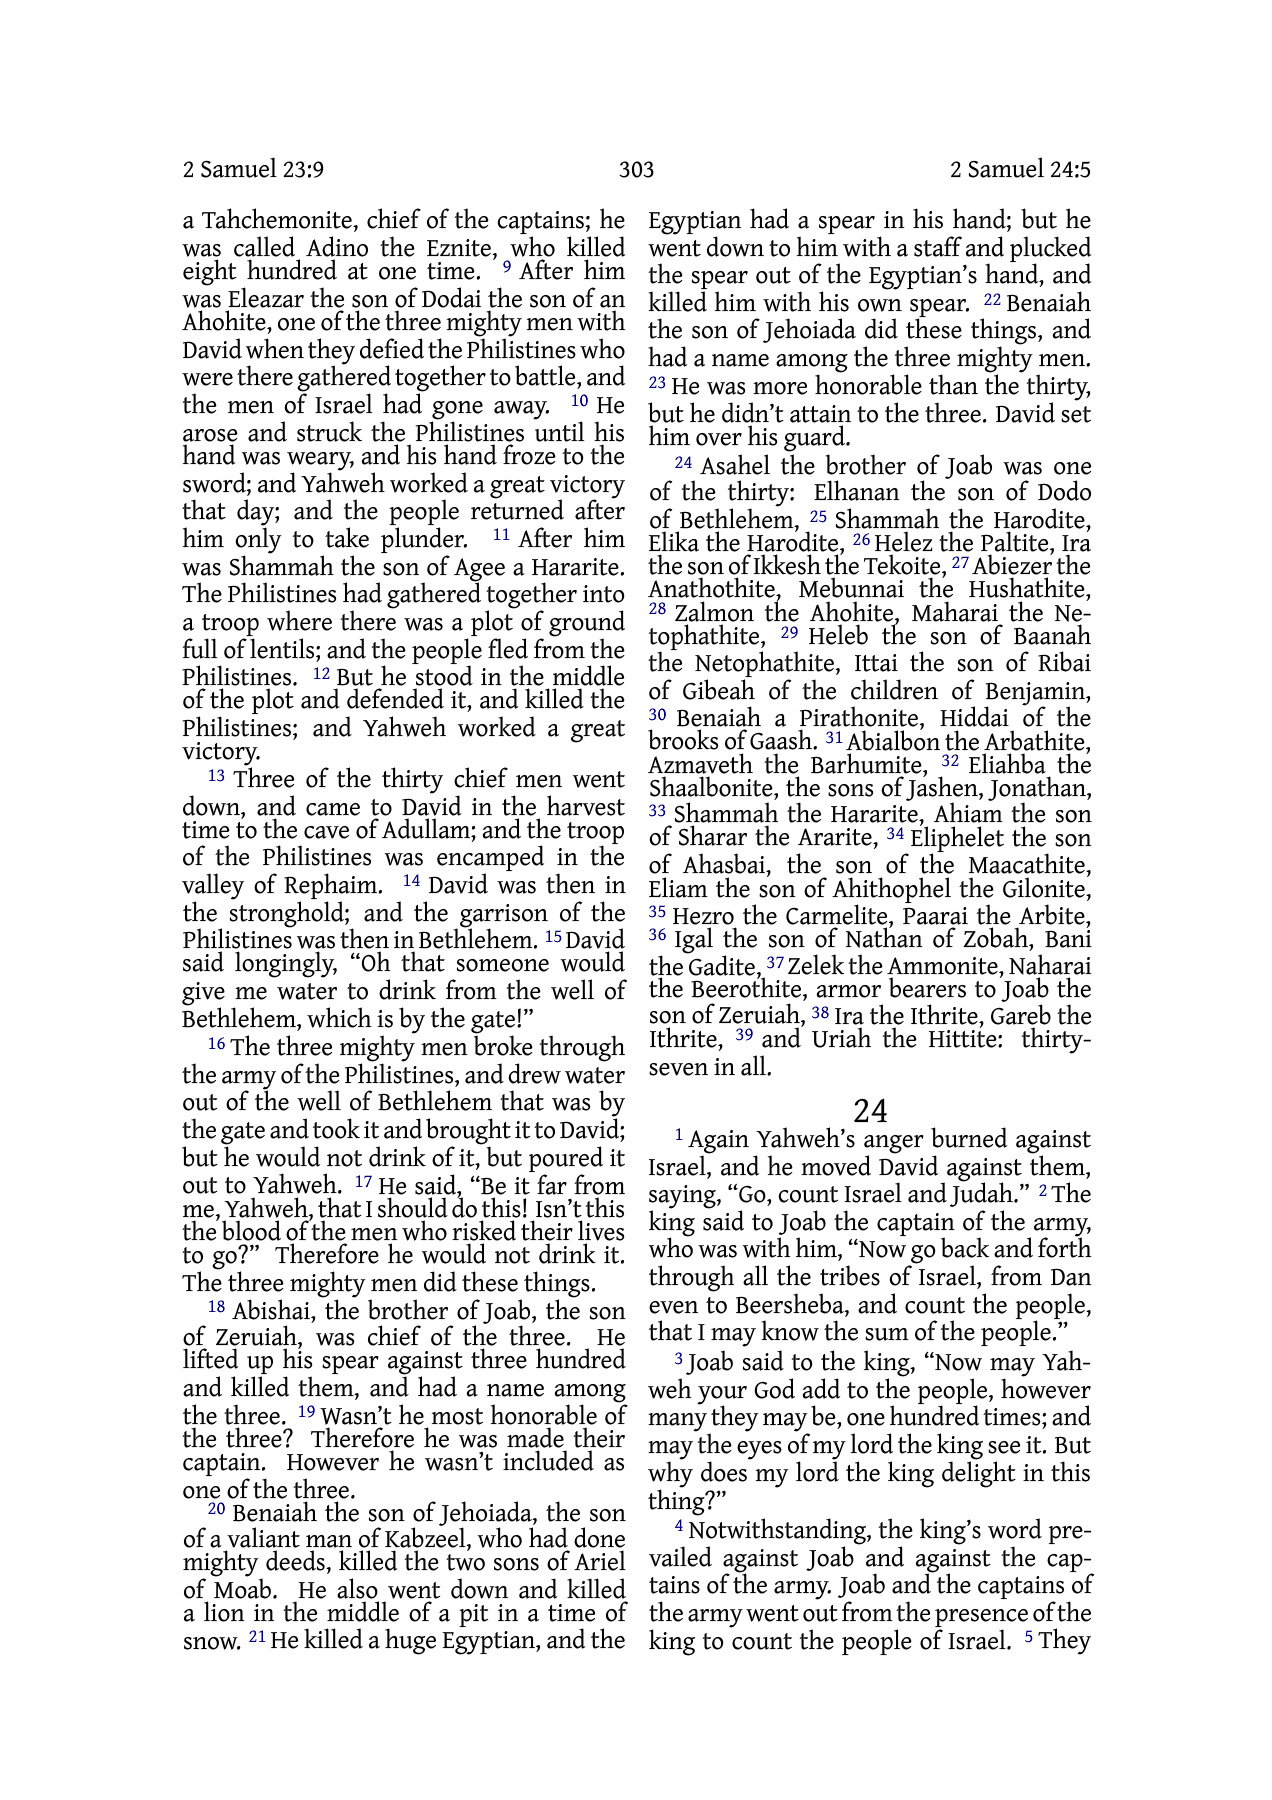 2 Samuel 23:9
303
2 Samuel 24:5
a Tahchemonite, chief of the captains; he
was called Adino the Eznite, who killed
eight hundred at one time. 9 After him
was Eleazar the son of Dodai the son of an
Ahohite, one of the three mighty men with
David when they defied the Philistines who
were there gathered together to battle, and
the men of Israel had gone away. 10 He
arose and struck the Philistines until his
hand was weary, and his hand froze to the
sword; and Yahweh worked a great victory
that day; and the people returned after
him only to take plunder. 11 After him
was Shammah the son of Agee a Hararite.
The Philistines had gathered together into
a troop where there was a plot of ground
full of lentils; and the people fled from the
Philistines. 12 But he stood in the middle
of the plot and defended it, and killed the
Philistines; and Yahweh worked a great
victory.
13 Three of the thirty chief men went
down, and came to David in the harvest
time to the cave of Adullam; and the troop
of the Philistines was encamped in the
valley of Rephaim. 14 David was then in
the stronghold; and the garrison of the
Philistines was then in Bethlehem. 15 David
said longingly, “Oh that someone would
give me water to drink from the well of
Bethlehem, which is by the gate!”
16 The three mighty men broke through
the army of the Philistines, and drew water
out of the well of Bethlehem that was by
the gate and took it and brought it to David;
but he would not drink of it, but poured it
out to Yahweh. 17 He said, “Be it far from
me, Yahweh, that I should do this! Isn’t this
the blood of the men who risked their lives
to go?” Therefore he would not drink it.
The three mighty men did these things.
18 Abishai, the brother of Joab, the son
of Zeruiah, was chief of the three. He
lifted up his spear against three hundred
and killed them, and had a name among
the three. 19 Wasn’t he most honorable of
the three? Therefore he was made their
captain. However he wasn’t included as
one of the three.
20 Benaiah the son of Jehoiada, the son
of a valiant man of Kabzeel, who had done
mighty deeds, killed the two sons of Ariel
of Moab. He also went down and killed
a lion in the middle of a pit in a time of
snow. 21 He killed a huge Egyptian, and the
Egyptian had a spear in his hand; but he
went down to him with a staff and plucked
the spear out of the Egyptian’s hand, and
killed him with his own spear. 22 Benaiah
the son of Jehoiada did these things, and
had a name among the three mighty men.
23 He was more honorable than the thirty,
but he didn’t attain to the three. David set
him over his guard.
24 Asahel the brother of Joab was one
of the thirty: Elhanan the son of Dodo
of Bethlehem, 25 Shammah the Harodite,
Elika the Harodite, 26 Helez the Paltite, Ira
the son of Ikkesh the Tekoite, 27 Abiezer the
Anathothite, Mebunnai the Hushathite,
28 Zalmon the Ahohite, Maharai the Ne-
tophathite, 29 Heleb the son of Baanah
the Netophathite, Ittai the son of Ribai
of Gibeah of the children of Benjamin,
30 Benaiah a Pirathonite, Hiddai of the
brooks of Gaash. 31 Abialbon the Arbathite,
Azmaveth the Barhumite, 32 Eliahba the
Shaalbonite, the sons of Jashen, Jonathan,
33 Shammah the Hararite, Ahiam the son
of Sharar the Ararite, 34 Eliphelet the son
of Ahasbai, the son of the Maacathite,
Eliam the son of Ahithophel the Gilonite,
35 Hezro the Carmelite, Paarai the Arbite,
36 Igal the son of Nathan of Zobah, Bani
the Gadite, 37 Zelek the Ammonite, Naharai
the Beerothite, armor bearers to Joab the
son of Zeruiah, 38 Ira the Ithrite, Gareb the
Ithrite, 39 and Uriah the Hittite: thirty-
seven in all.
24
1 Again Yahweh’s anger burned against
Israel, and he moved David against them,
saying, “Go, count Israel and Judah.” 2 The
king said to Joab the captain of the army,
who was with him, “Now go back and forth
through all the tribes of Israel, from Dan
even to Beersheba, and count the people,
that I may know the sum of the people.”
3 Joab said to the king, “Now may Yah-
weh your God add to the people, however
many they may be, one hundred times; and
may the eyes of my lord the king see it. But
why does my lord the king delight in this
thing?”
4 Notwithstanding, the king’s word pre-
vailed against Joab and against the cap-
tains of the army. Joab and the captains of
the army went out from the presence of the
king to count the people of Israel. 5 They